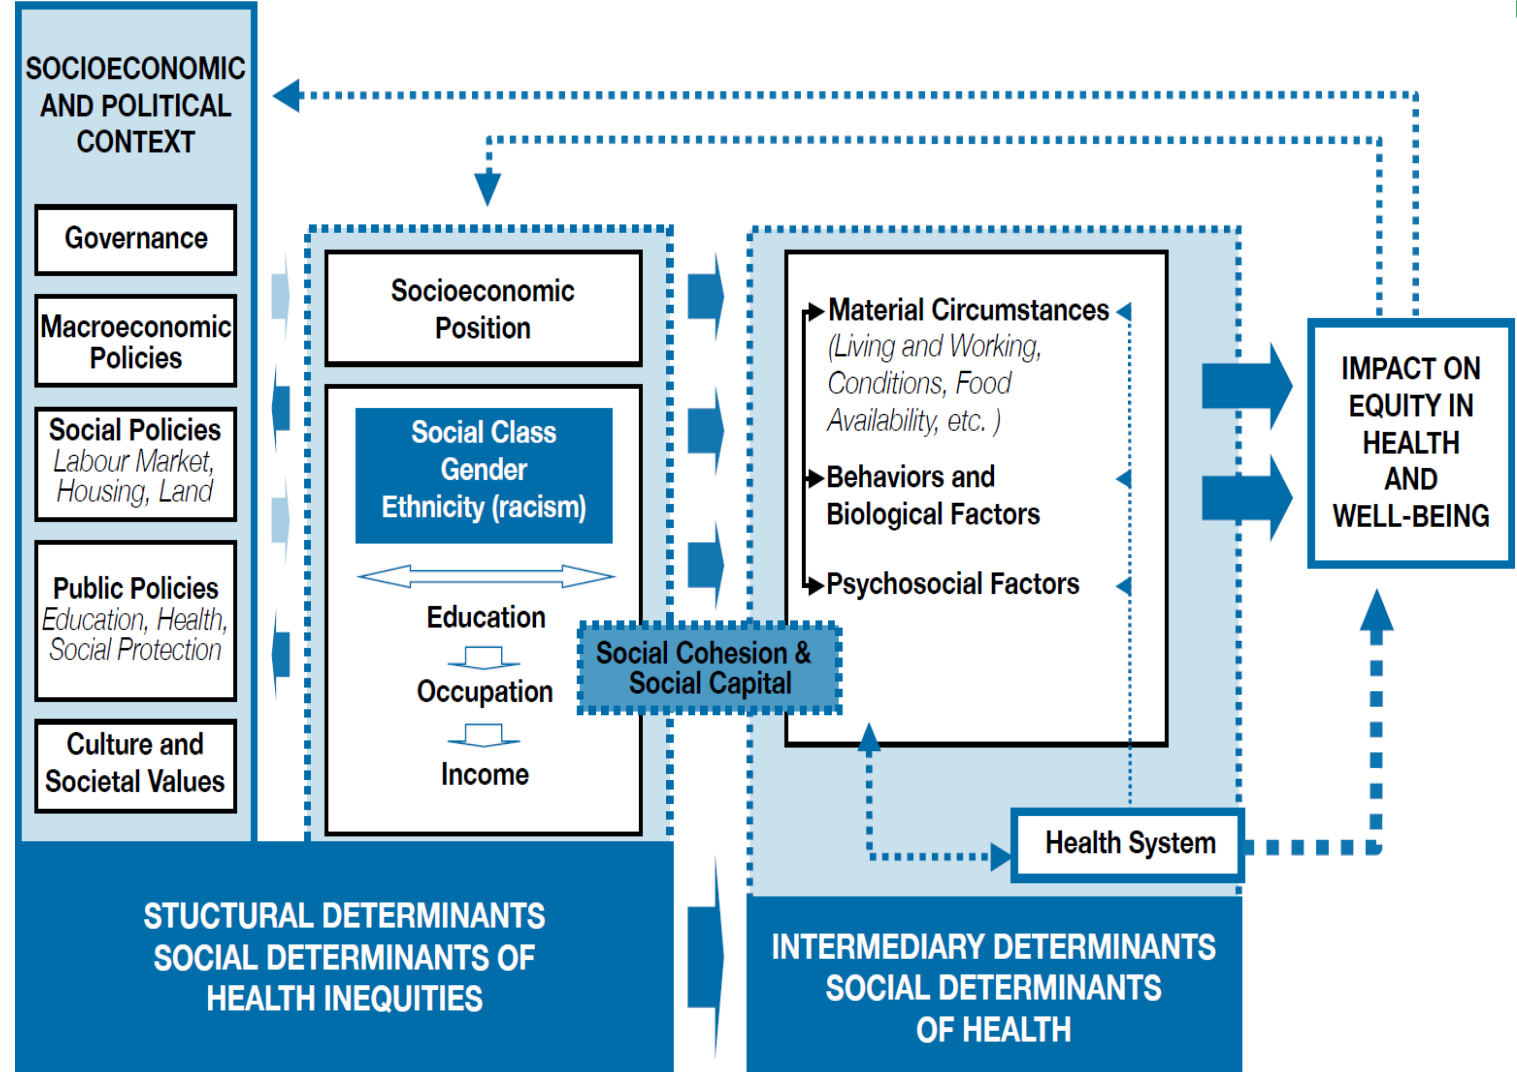 SOCIOECONOMIC
AND POLITICAL
CONTEXT
Governance
Macroeconomic
Policies
Social Policies
Labour Market,
Housing, Land
Public Policies
Education, Health,
Social Protection
Culture and
Societal Values
Socioeconomic
Position
Social Class
Gender
Ethnicity (racism)
Education
Occupation
Income
Social Cohesion &
Social Capital
Material Circumstances
(Living and Working,
Conditions, Food
Availability, etc. )
Behaviors and
Biological Factors
Psychosocial Factors
Health System
IMPACT ON
EQUITY IN
HEALTH
AND
WELL-BEING
STUCTURAL DETERMINANTS
SOCIAL DETERMINANTS OF
HEALTH INEQUITIES
INTERMEDIARY DETERMINANTS
SOCIAL DETERMINANTS
OF HEALTH